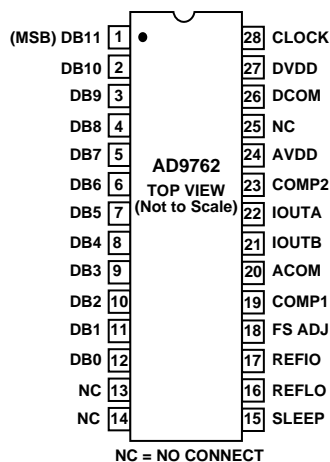 (MSB) DB11 1 28 CLOCK
DB10 2 27 DVDD
DB9 3 26 DCOM
DB8 4 25 NC
DB7 5 24 AVDD
DB6 6 23 COMP2
DB5 7 22 IOUTA
DB4 8 21 IOUTB
DB3 9 20 ACOM
DB2 10 19 COMP1
DB1 11 18 FS ADJ
DB0 12 17 REFIO
NC 13 16 REFLO
NC 14 15 SLEEP
AD9762
TOP VIEW
(Not to Scale)
NC = NO CONNECT